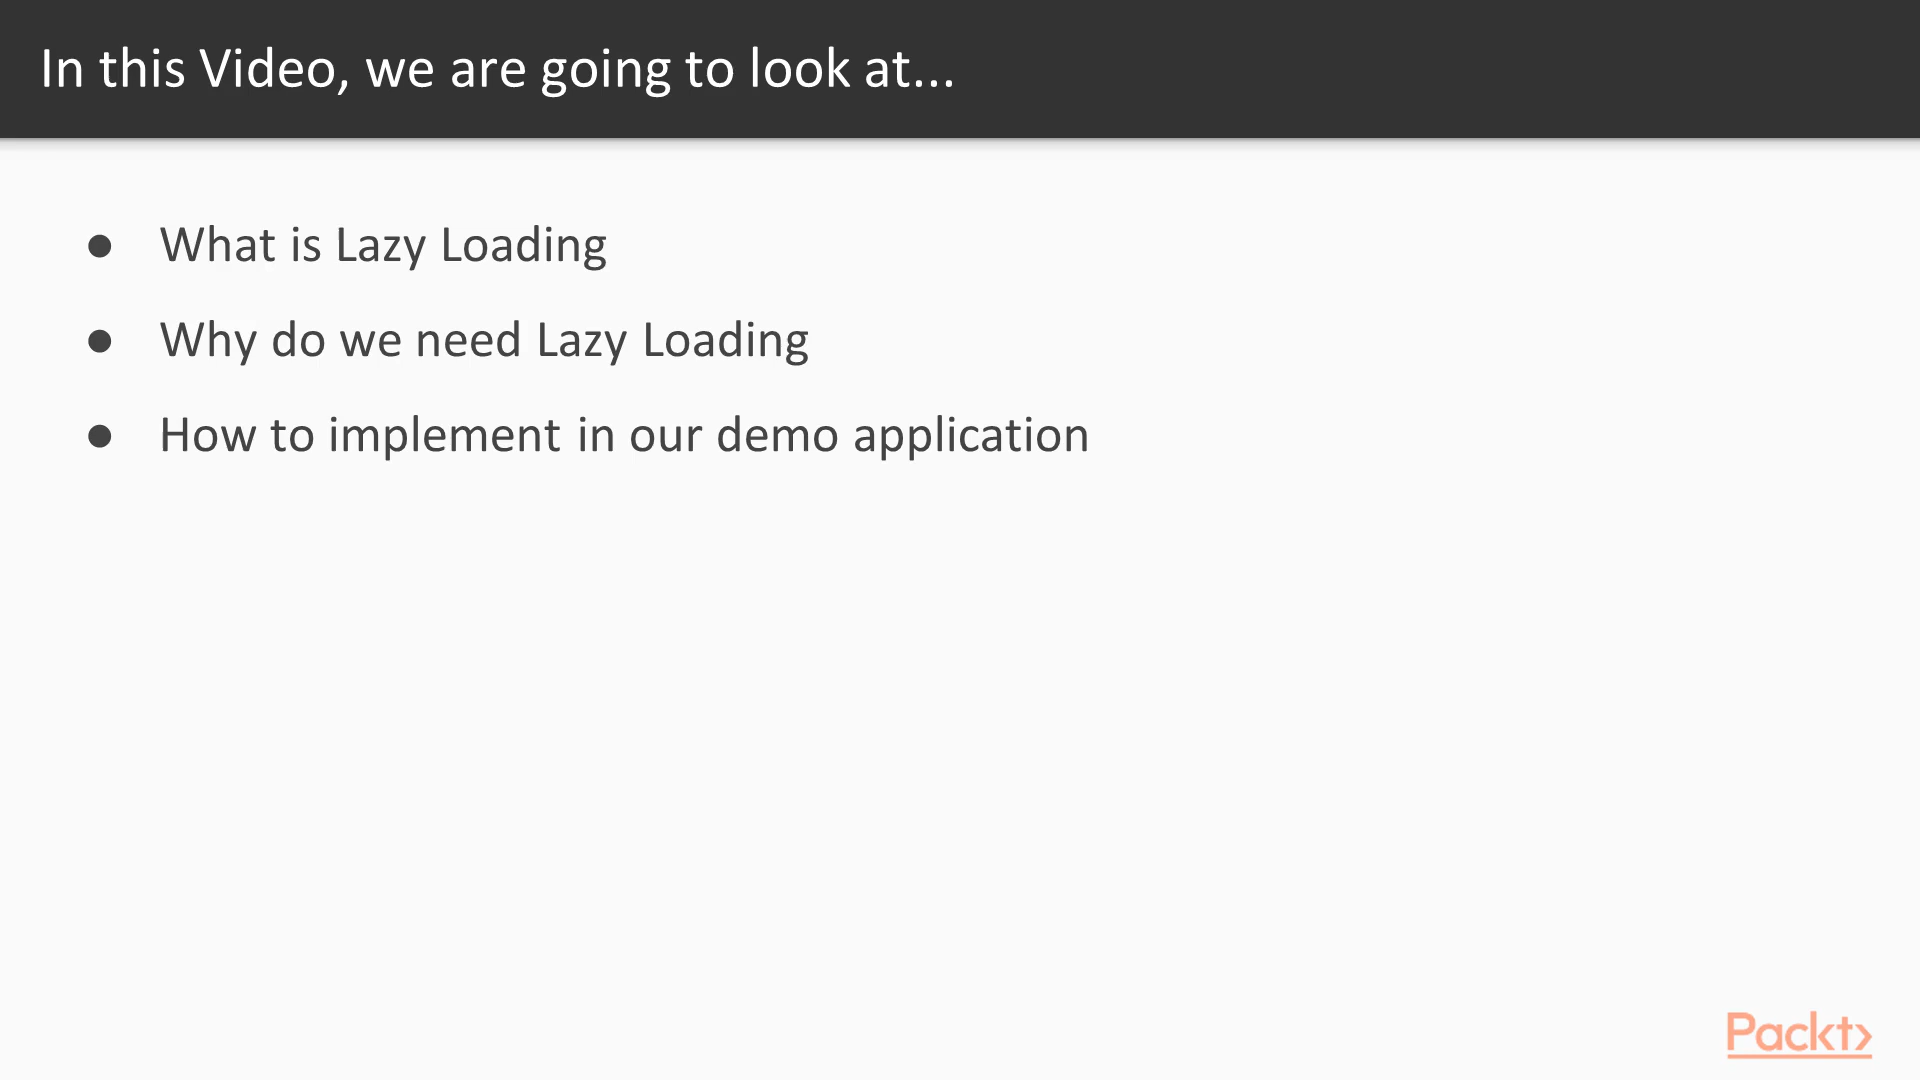 In this Video, we are going to look at...
● What is Lazy Loading
● Why do we need Lazy Loading
● How to implement in our demo application
Packt>